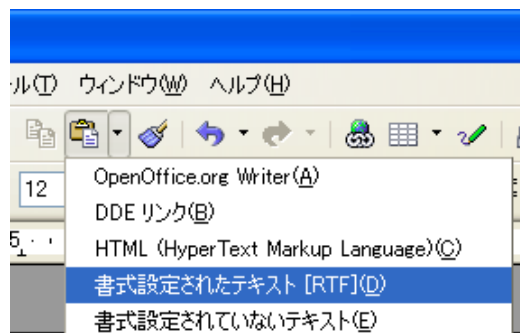 ール(T) ウィンドウ(W) ヘルプ(H)
12
OpenOffice.org Writer(A)
DDE リンク(B)
HTML (HyperText Markup Language)(C)
書式設定されたテキスト [RTF](D)
書式設定されていないテキスト(E)